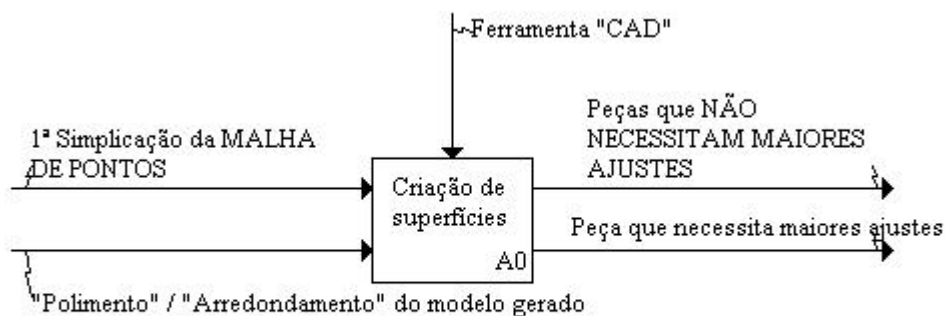 Ferramenta "CAD"
1ª Simplicação da MALHA
DE PONTOS
Peças que NÃO
NECESSITAM MAIORES
AJUSTES
Criação de
superfícies
A0
Peça que necessita maiores ajustes
"Polimento" / "Arredondamento" do modelo gerado